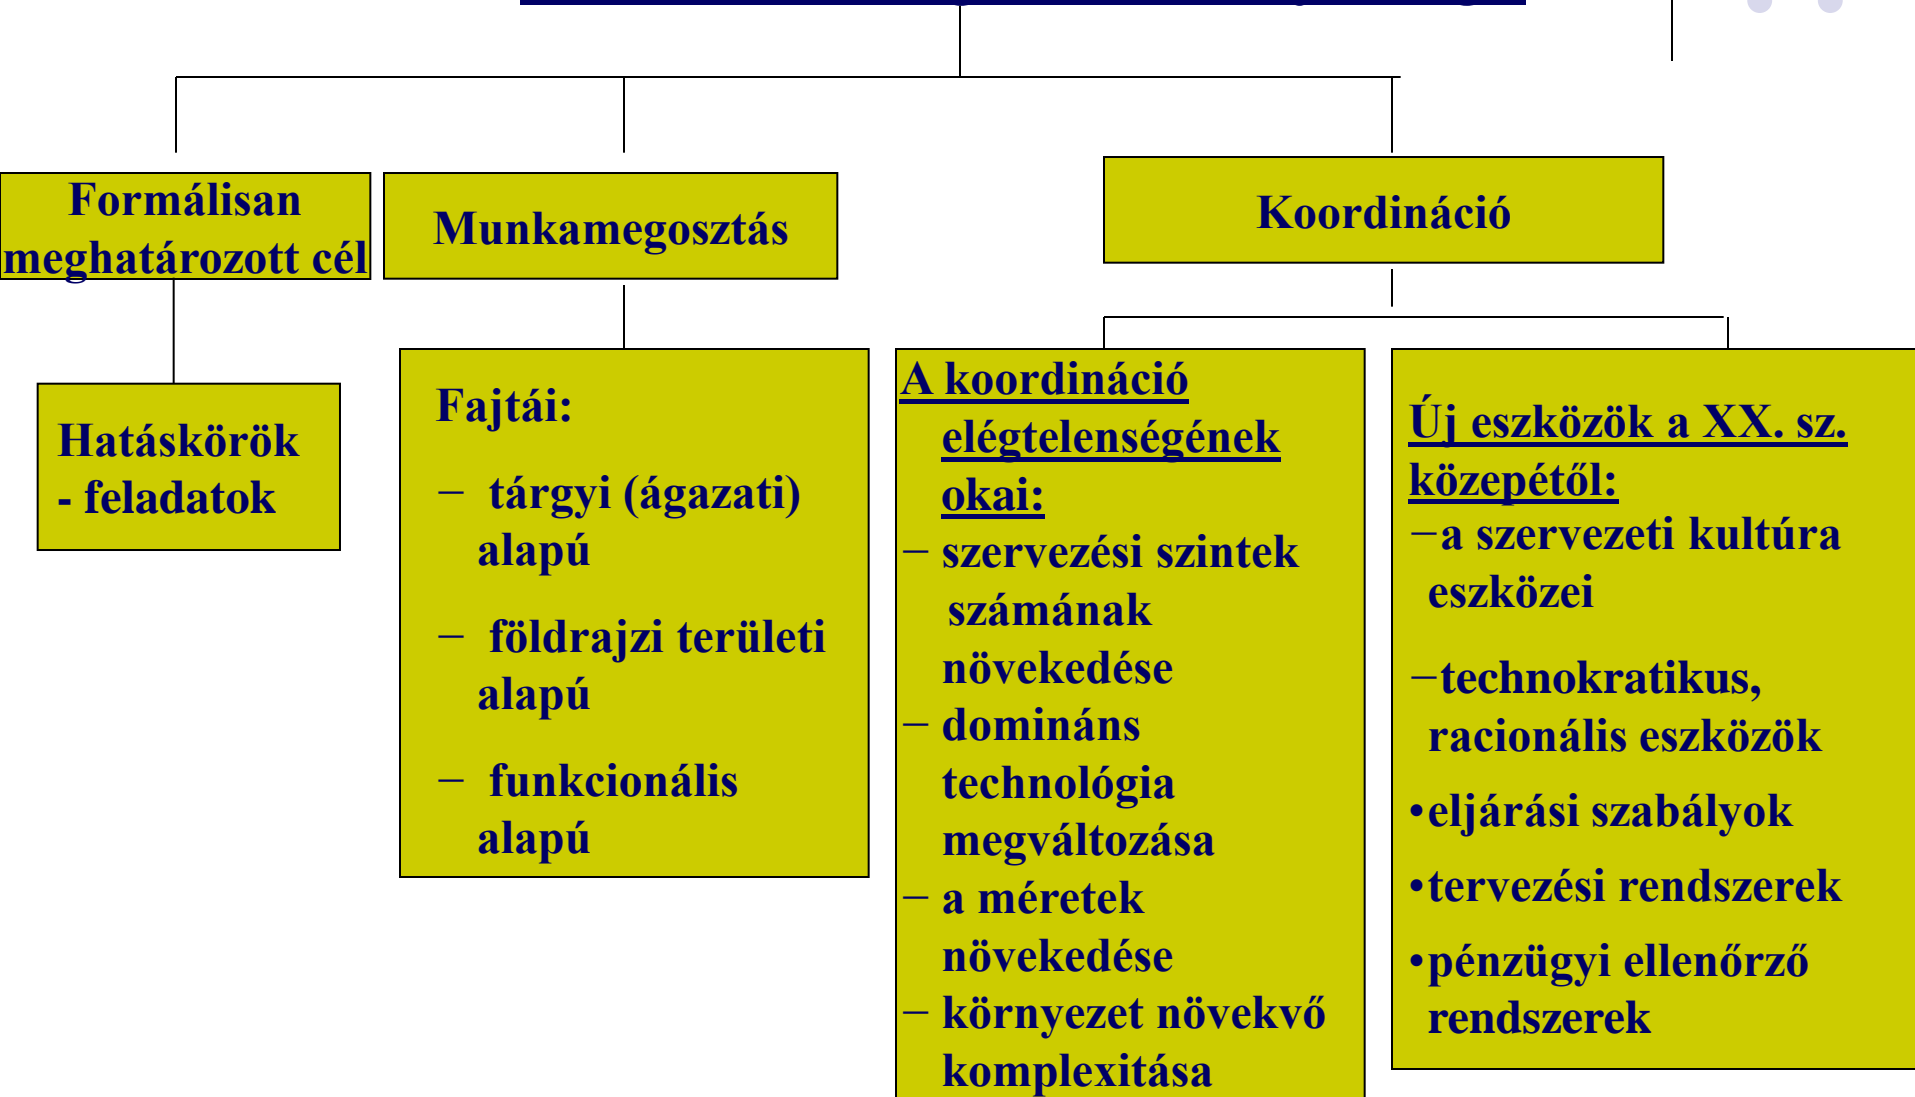 Formálisan
meghatározott cél
Munkamegosztás
Koordináció
Hatáskörök
- feladatok
Fajtái:
− tárgyi (ágazati)
alapú
− földrajzi területi
alapú
− funkcionális
alapú
A koordináció
elégtelenségének
okai:
− szervezési szintek
számának
növekedése
− domináns
technológia
megváltozása
− a méretek
növekedése
− környezet növekvő
komplexitása
Új eszközök a XX. sz.
közepétől:
−a szervezeti kultúra
eszközei
−technokratikus,
racionális eszközök
•eljárási szabályok
•tervezési rendszerek
•pénzügyi ellenőrző
rendszerek